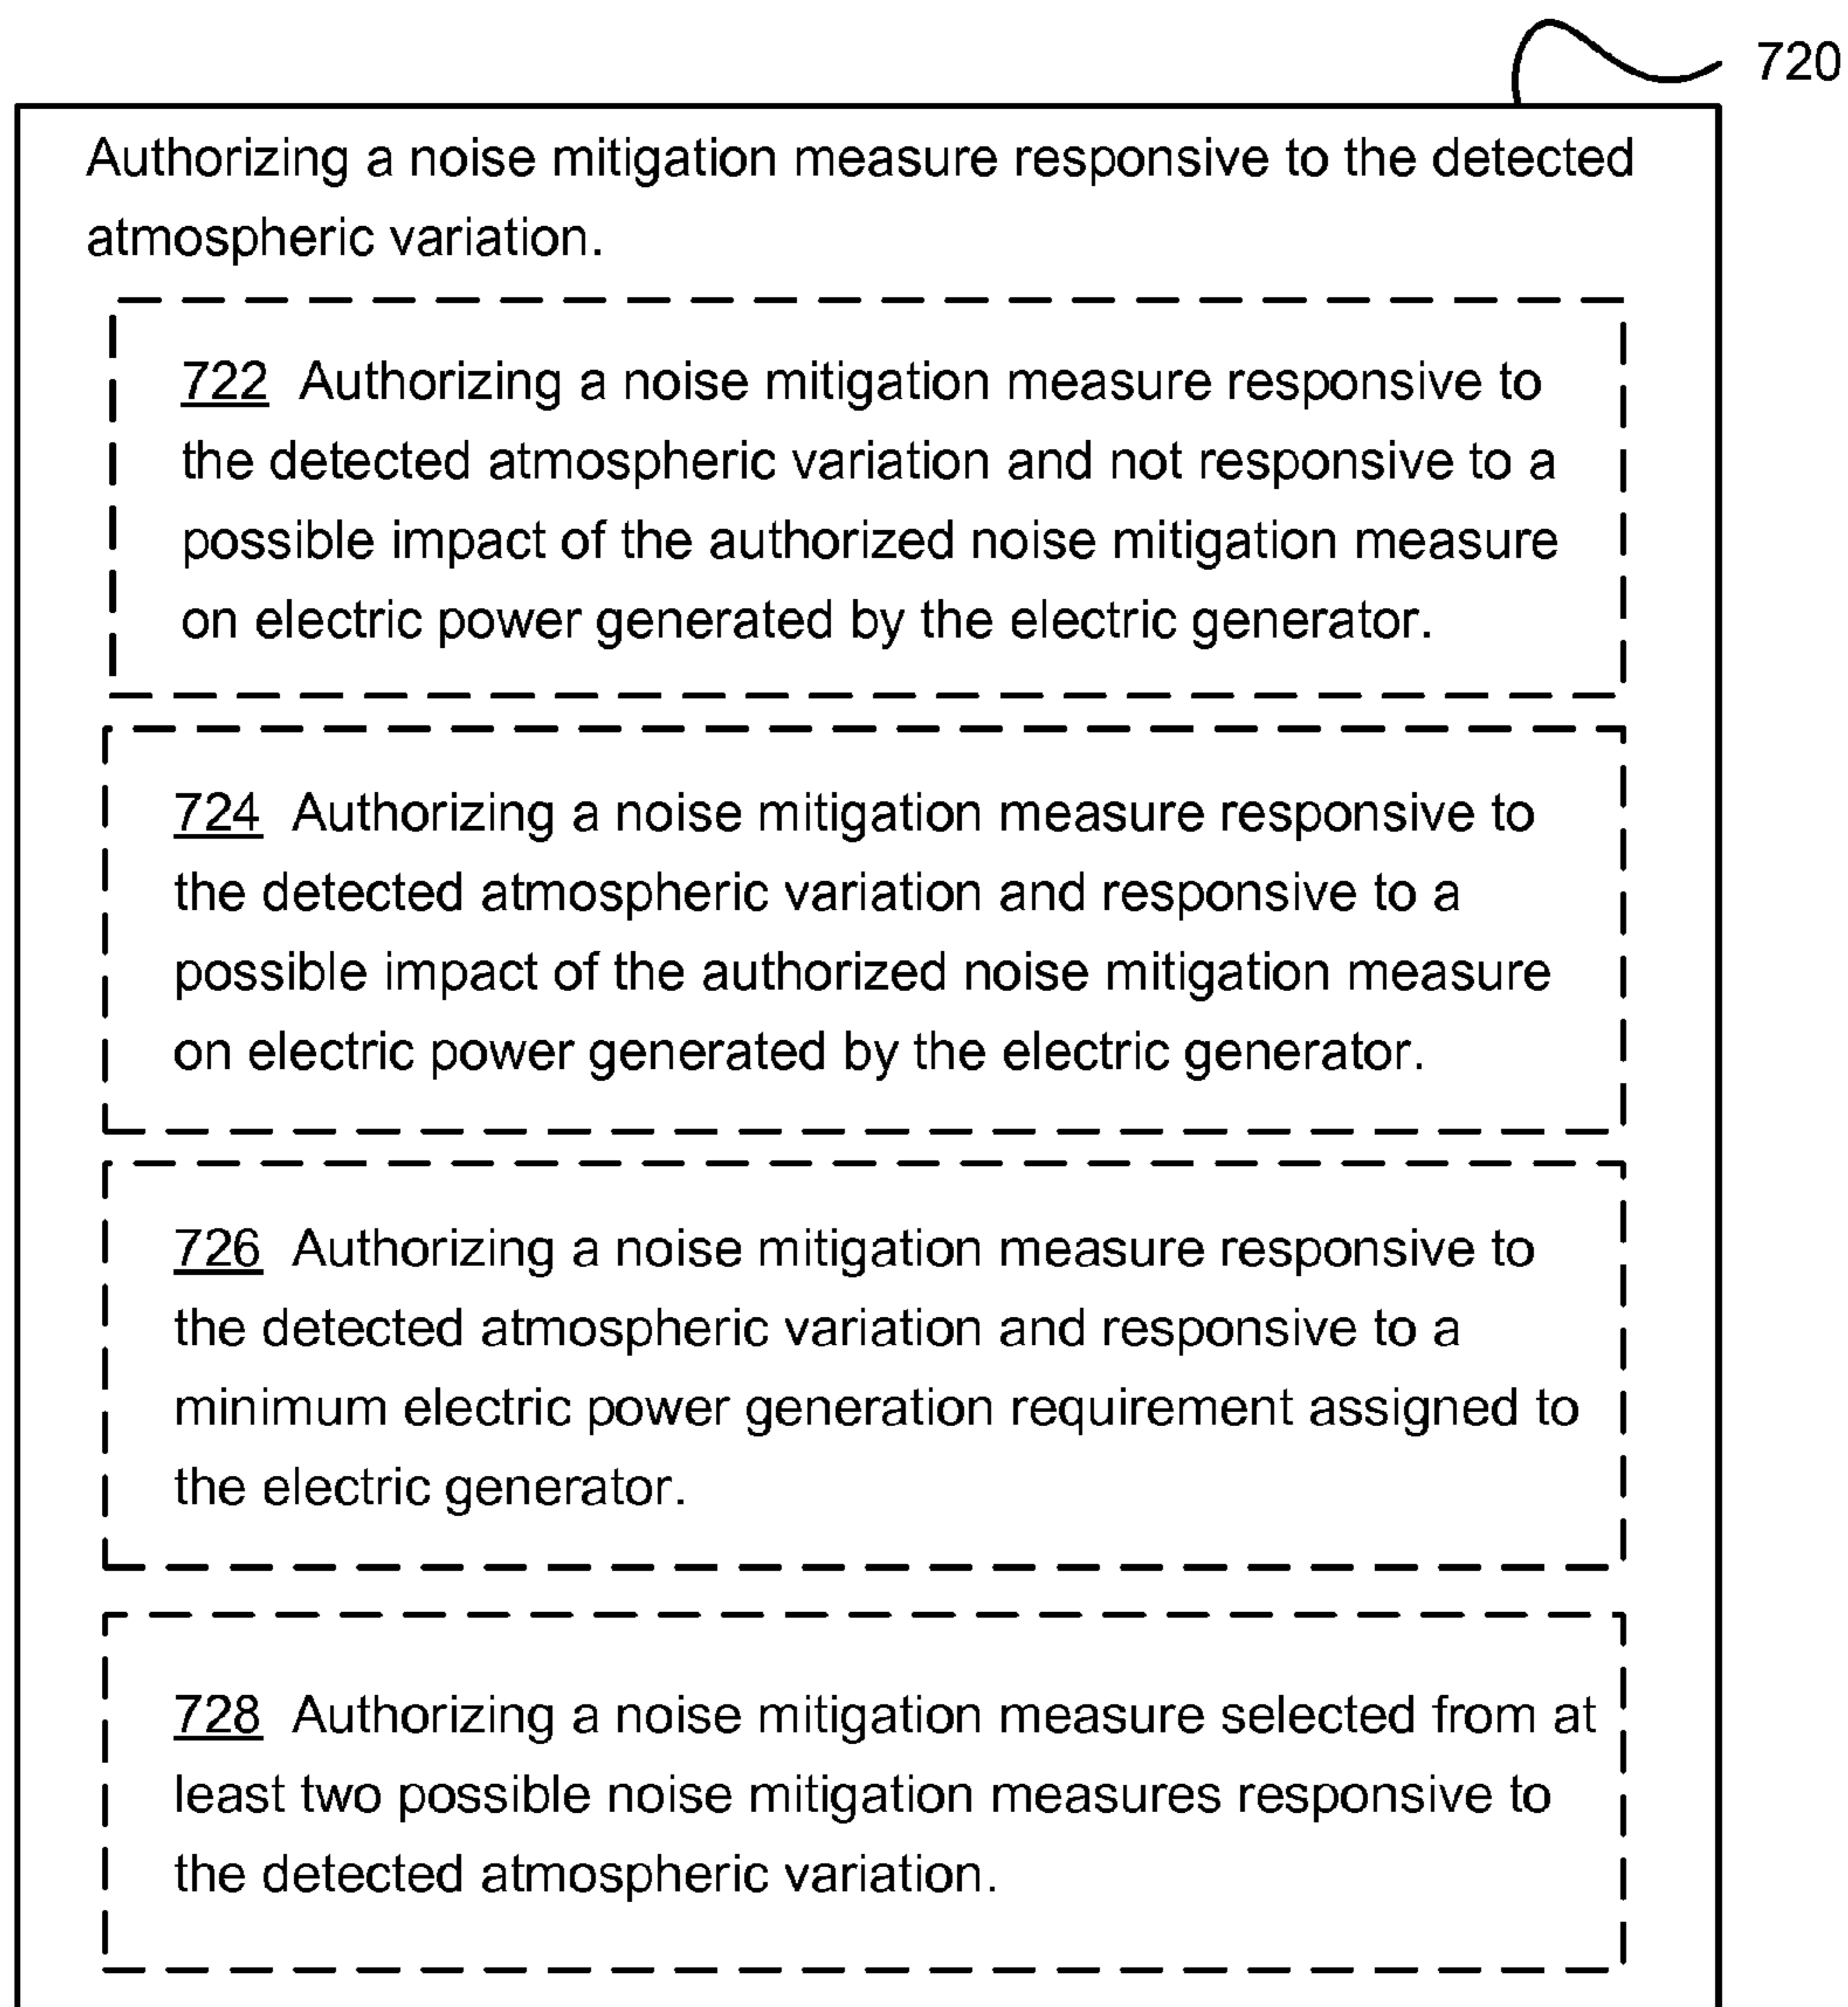 720
Authorizing a noise mitigation measure responsive to the detected
atmospheric variation.
722 Authorizing a noise mitigation measure responsive to
the detected atmospheric variation and not responsive to a
possible impact of the authorized noise mitigation measure
on electric power generated by the electric generator.
724 Authorizing a noise mitigation measure responsive to
the detected atmospheric variation and responsive to a
possible impact of the authorized noise mitigation measure
on electric power generated by the electric generator.
726 Authorizing a noise mitigation measure responsive to
the detected atmospheric variation and responsive to a
minimum electric power generation requirement assigned to
the electric generator.
728 Authorizing a noise mitigation measure selected from at
least two possible noise mitigation measures responsive to
the detected atmospheric variation.